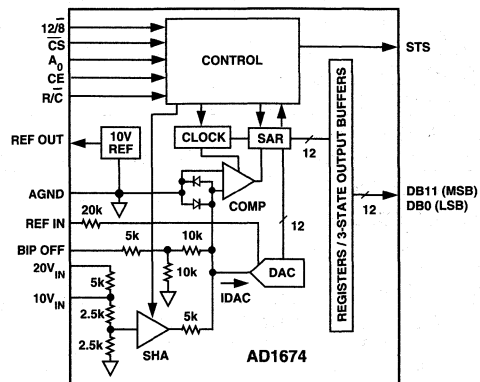 12/8̅
C̅S̅
A0
CE
R/C̅
CONTROL
STS
REF OUT
10V
REF
CLOCK
SAR
12
AGND
COMP
REF IN
20k
12
12
DB11 (MSB)
DB0 (LSB)
REGISTERS / 3-STATE OUTPUT BUFFERS
BIP OFF
5k
10k
10k
DAC
IDAC
20VIN
5k
10VIN
2.5k
5k
2.5k
SHA
AD1674